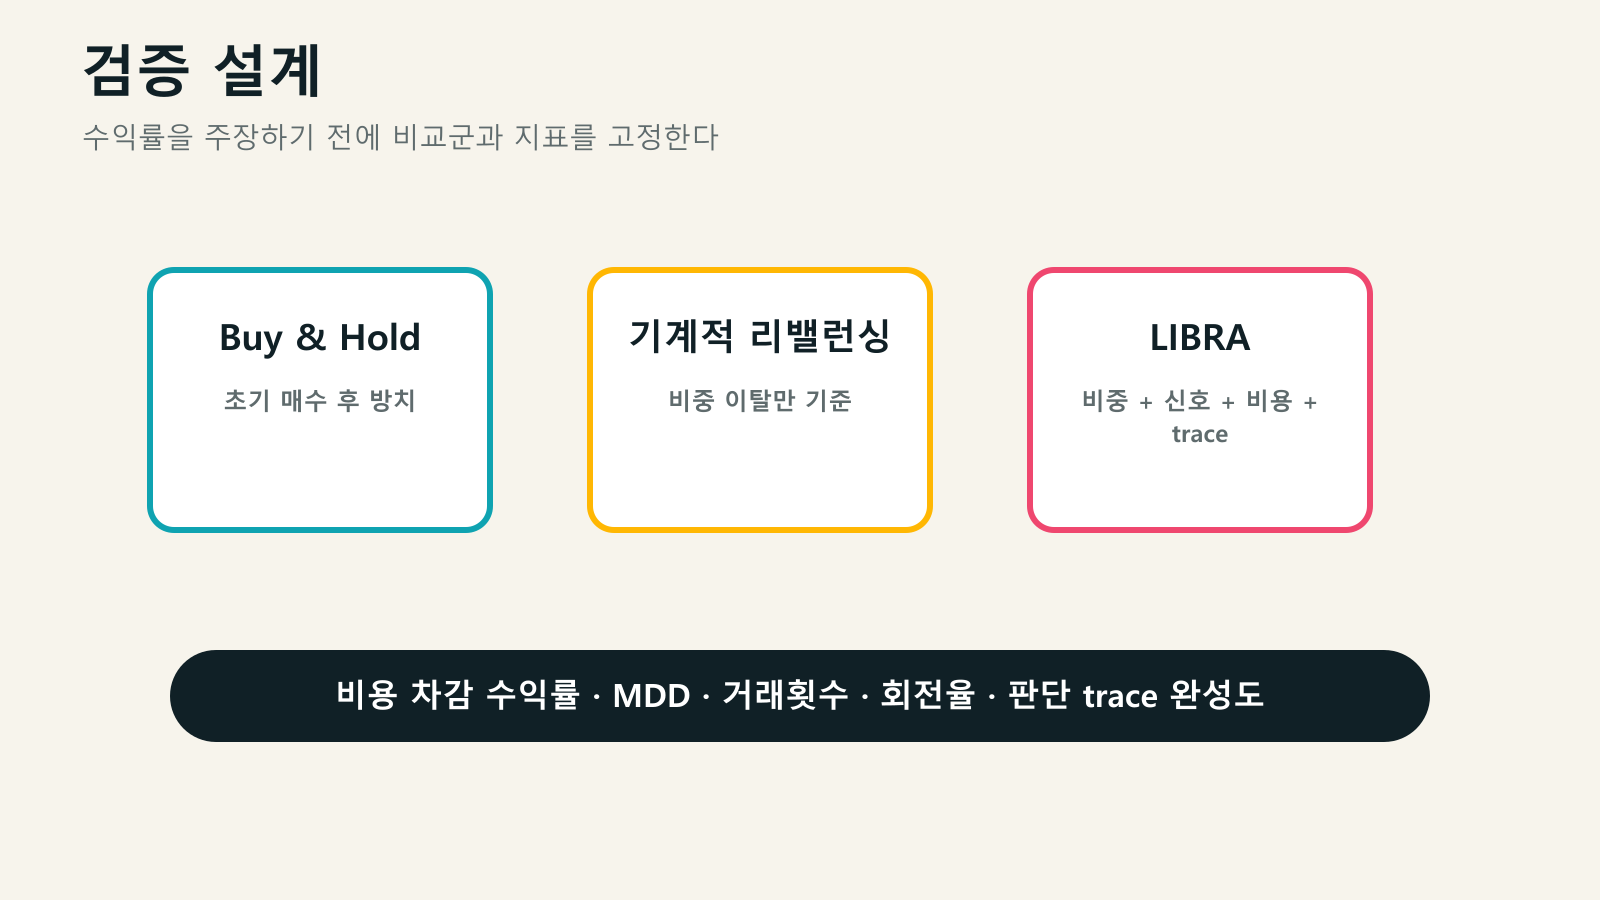 검증 설계
수익률을 주장하기 전에 비교군과 지표를 고정한다
Buy & Hold
초기 매수 후 방치
기계적 리밸런싱
비중 이탈만 기준
LIBRA
비중 + 신호 + 비용 +
trace
비용 차감 수익률 · MDD · 거래횟수 · 회전율 · 판단 trace 완성도